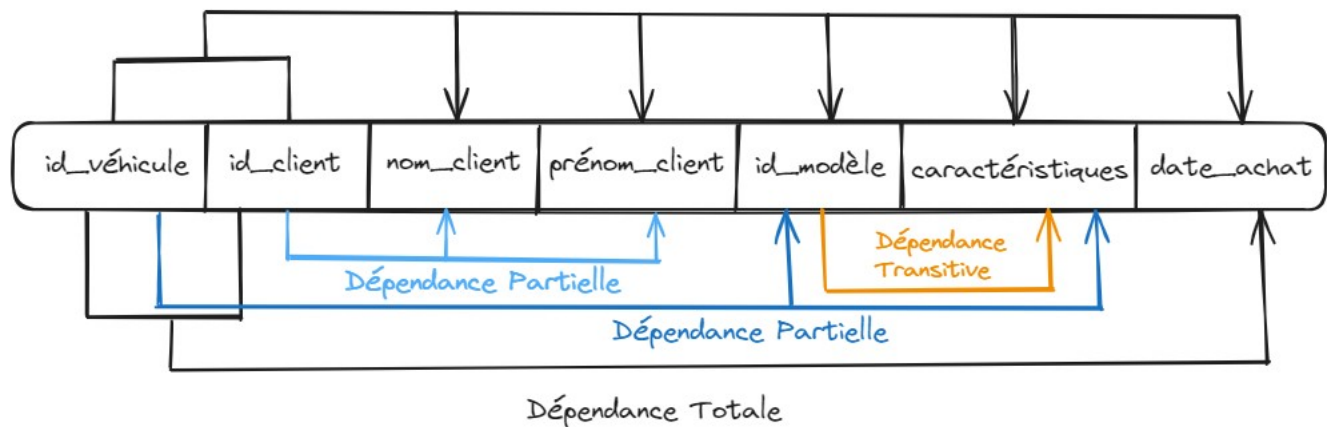 id_véhicule id_client nom_client prénom_client id_modèle caractéristiques date_achat
Dépendance
Transitive
Dépendance Partielle
Dépendance Partielle
Dépendance Totale